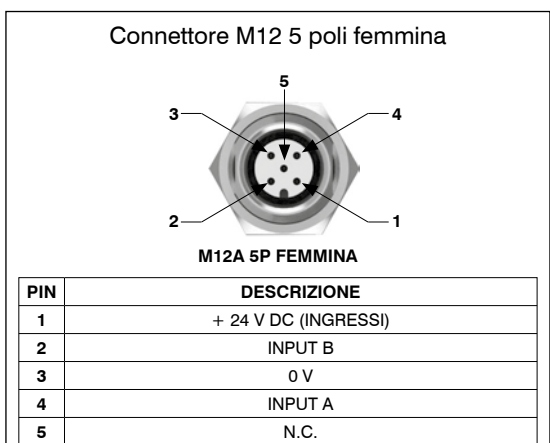 Connettore M12 5 poli femmina
5
3 4
2 1
M12A 5P FEMMINA
PIN DESCRIZIONE
1 + 24 V DC (INGRESSI)
2 INPUT B
3 0 V
4 INPUT A
5 N.C.